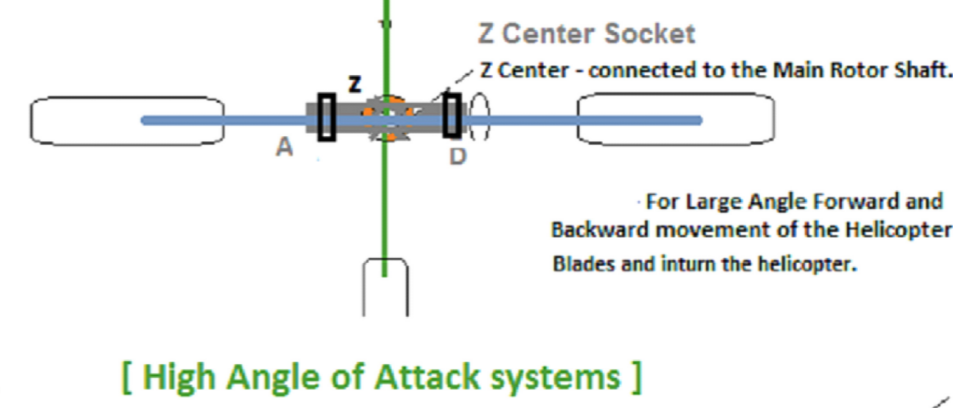 Z Center Socket
Z Center - connected to the Main Rotor Shaft.
Z
A
D
For Large Angle Forward and
Backward movement of the Helicopter
Blades and inturn the helicopter.
[ High Angle of Attack systems ]